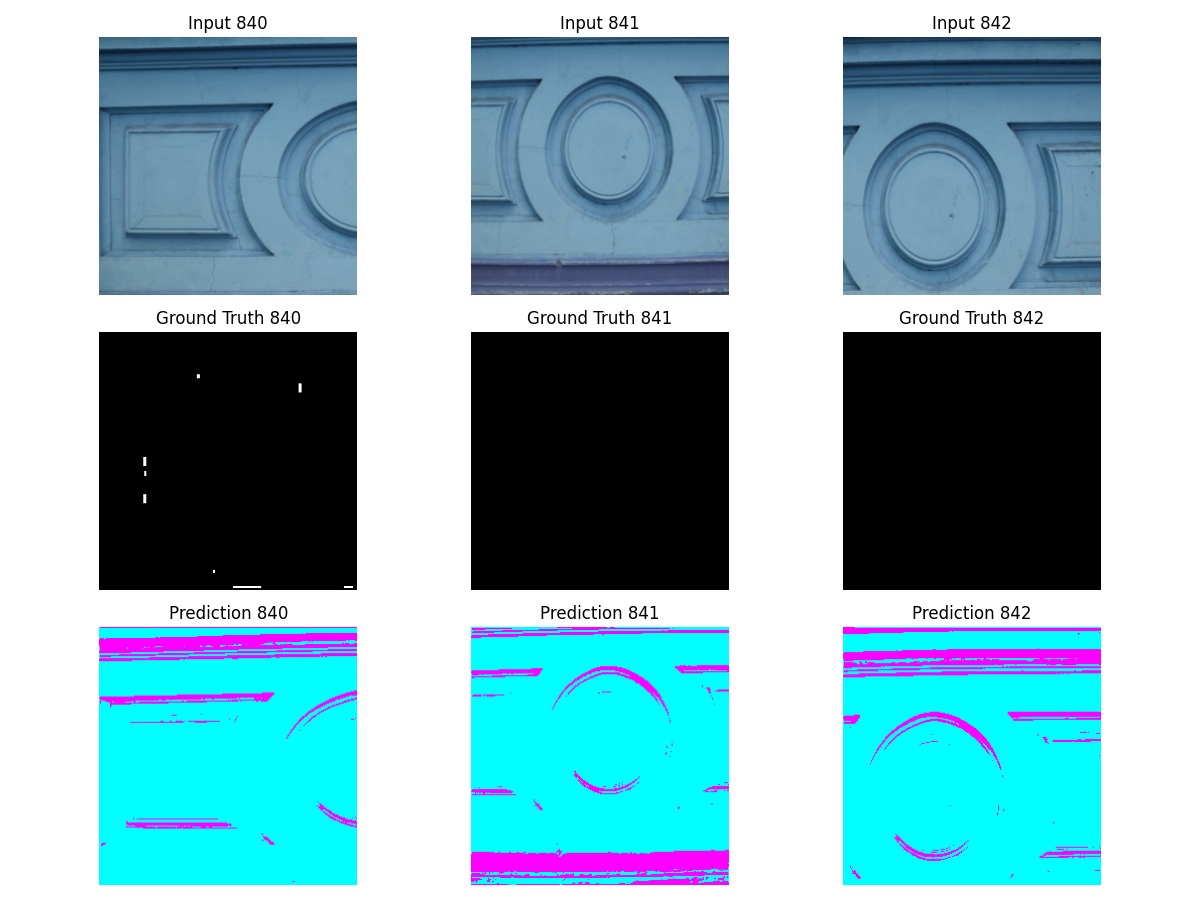 Input 840
Input 841
Input 842
Ground Truth 840
Ground Truth 841
Ground Truth 842
Prediction 840
Prediction 841
Prediction 842